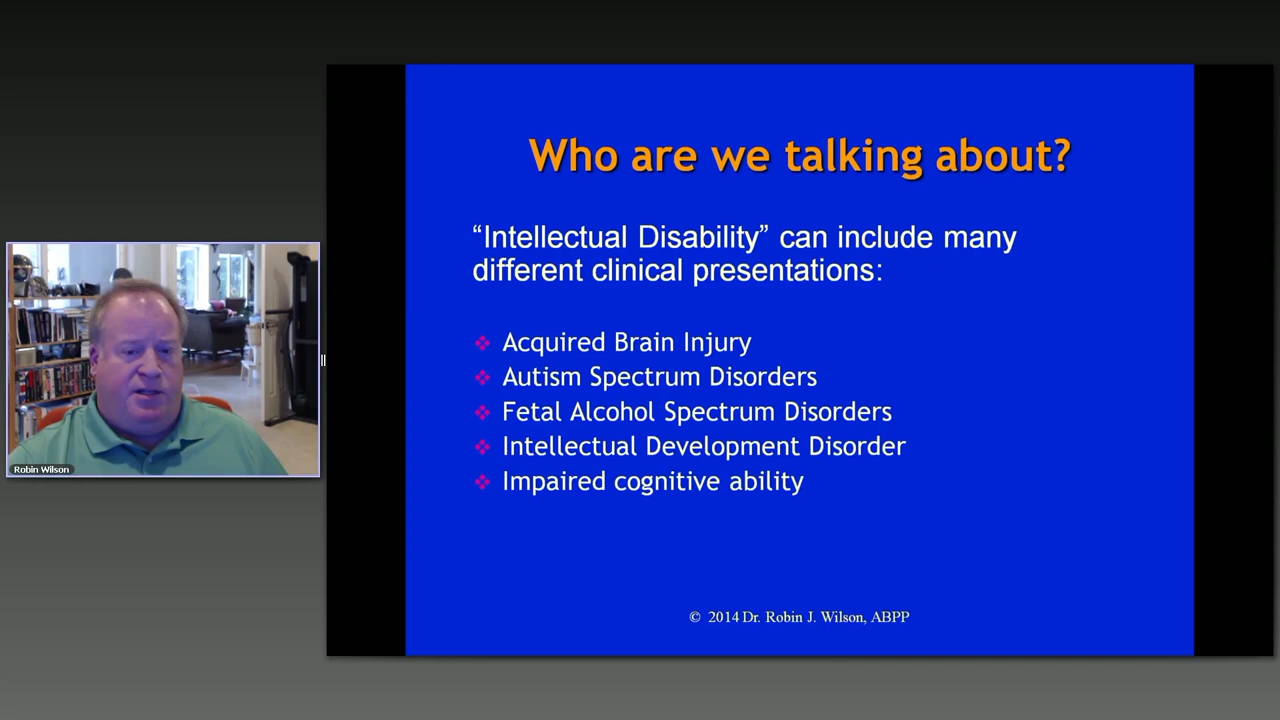 Who are we talking about?
“Intellectual Disability” can include many
different clinical presentations:
Acquired Brain Injury
Autism Spectrum Disorders
Fetal Alcohol Spectrum Disorders
Intellectual Development Disorder
Impaired cognitive ability
© 2014 Dr. Robin J. Wilson, ABPP
Robin Wilson